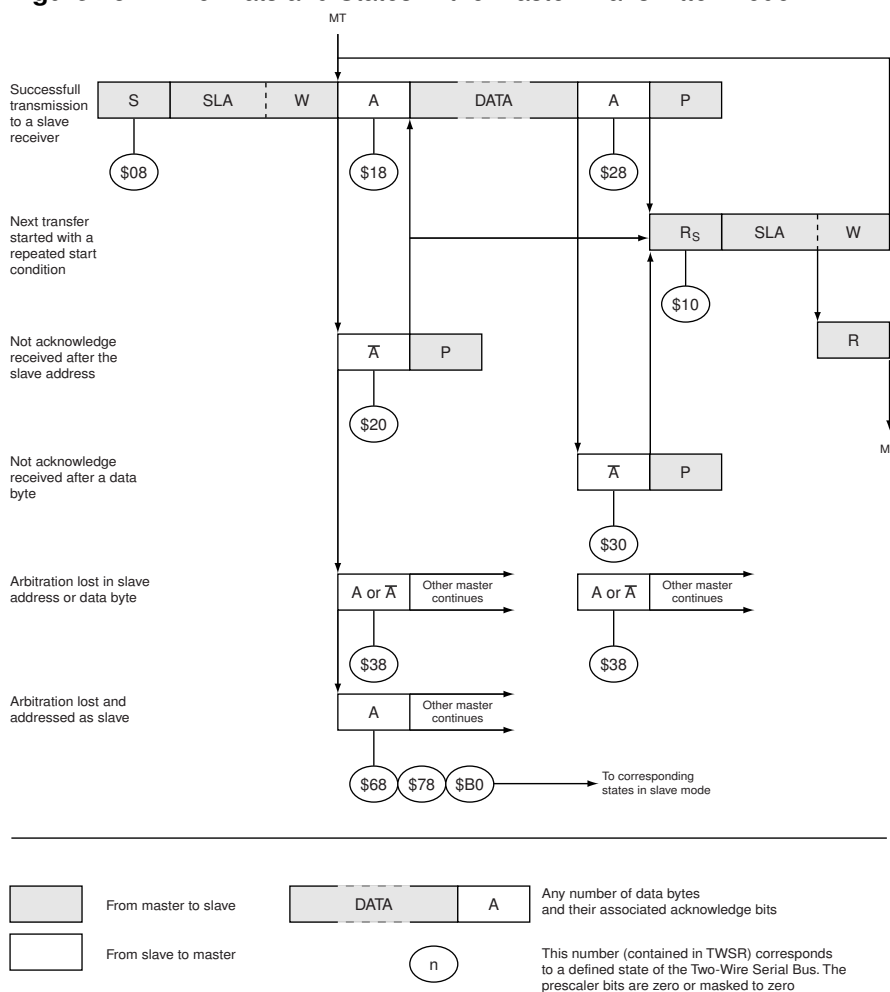 MT
Successfull
transmission
to a slave
receiver
S SLA W A DATA A P
$08 $18 $28
Next transfer
started with a
repeated start
condition
RS SLA W
$10
Not acknowledge
received after the
slave address
A̅ P
R
$20
Not acknowledge
received after a data
byte
A̅ P
$30
Arbitration lost in slave
address or data byte
A or A̅ Other master
continues
A or A̅ Other master
continues
$38 $38
Arbitration lost and
addressed as slave
A Other master
continues
$68 $78 $B0 To corresponding
states in slave mode
From master to slave
DATA A Any number of data bytes
and their associated acknowledge bits
From slave to master
n This number (contained in TWSR) corresponds
to a defined state of the Two-Wire Serial Bus. The
prescaler bits are zero or masked to zero